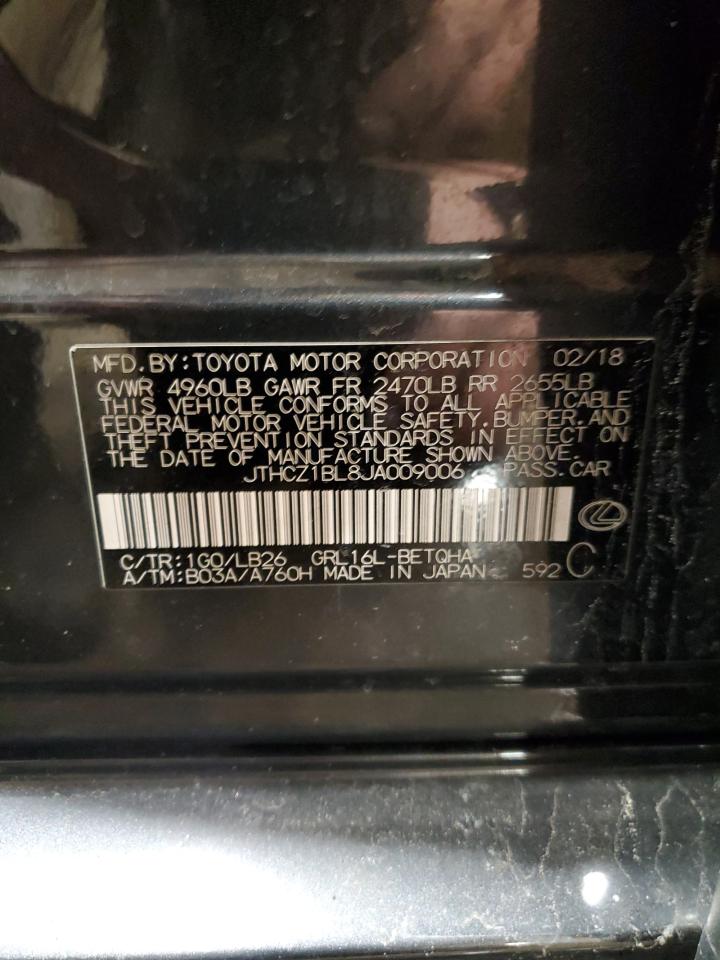 MFD.BY:TOYOTA MOTOR CORPORATION 02/18
GVWR 4960LB GAWR FR 2470LB RR 2655LB
THIS VEHICLE CONFORMS TO ALL APPLICABLE
FEDERAL MOTOR VEHICLE SAFETY,BUMPER,AND
THEFT PREVENTION STANDARDS IN EFFECT ON
THE DATE OF MANUFACTURE SHOWN ABOVE.
JTHCZ1BL8JA009006 PASS.CAR
C/TR:1G0/LB26 GRL16L-BETQHA
A/TM:B03A/A760H MADE IN JAPAN 592 C